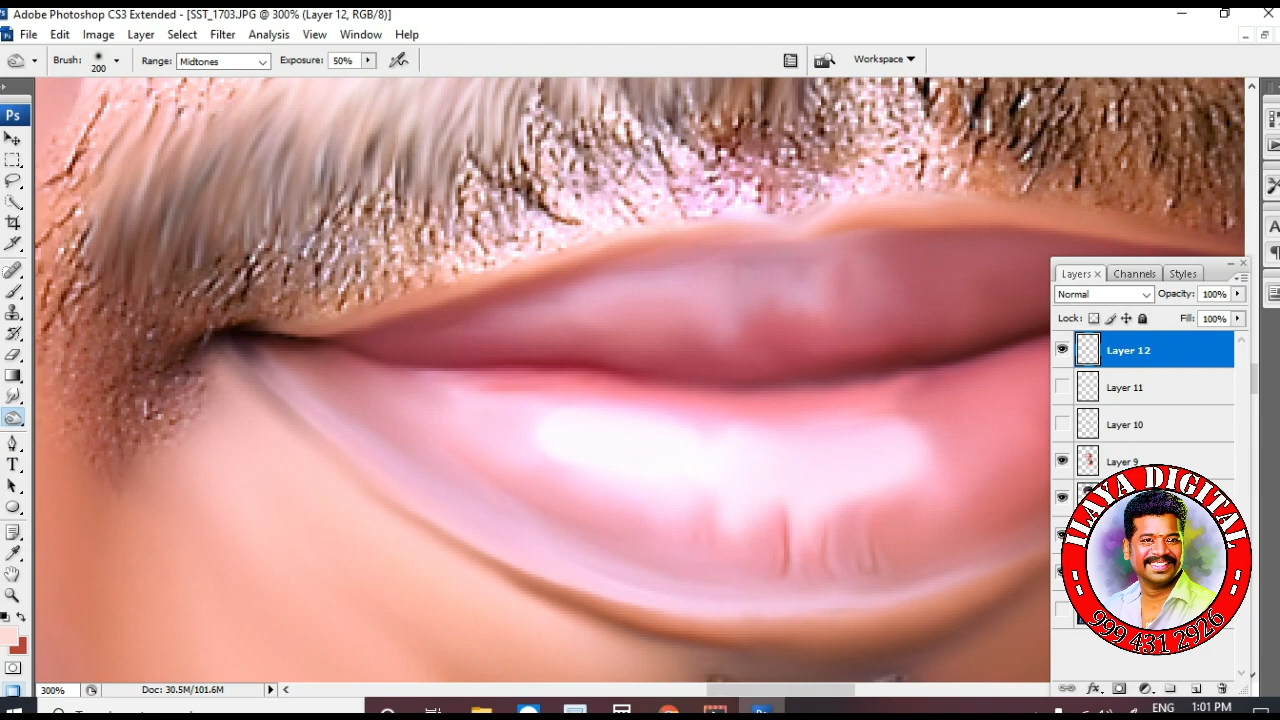 Adobe Photoshop CS3 Extended - [SST_1703.JPG @ 300% (Layer 12, RGB/8)]
File Edit Image Layer Select Filter Analysis View Window Help
Brush: 200 Range: Midtones Exposure: 50% Workspace
Ps
Layers Channels Styles
Normal Opacity: 100%
Lock: Fill: 100%
Layer 12
Layer 11
Layer 10
Layer 9
ILAYA DIGITAL
999 431 2926
300% Doc: 30.5M/101.6M
ENG 1:01 PM